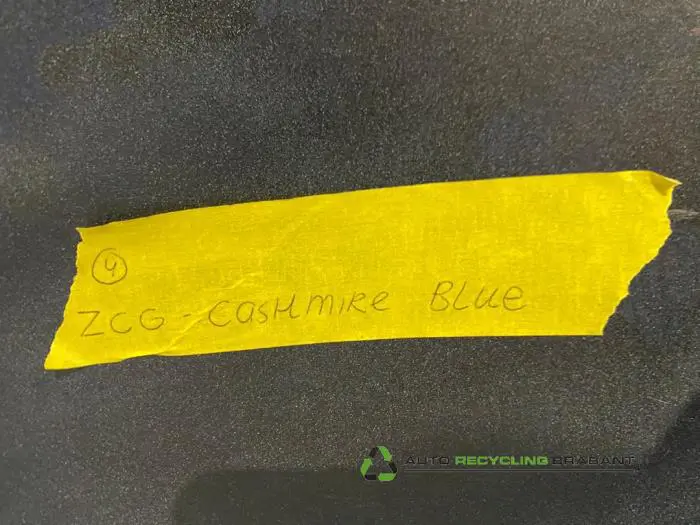 4
ZCG - CASHMIRE BLUE
AUTO RECYCLING BRABANT